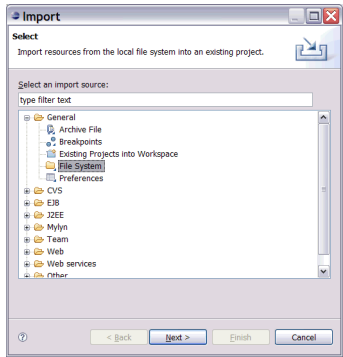 Import
Select
Import resources from the local file system into an existing project.
Select an import source:
type filter text
General
Archive File
Breakpoints
Existing Projects into Workspace
File System
Preferences
CVS
EJB
J2EE
Mylyn
Team
Web
Web services
Other
?
< Back
Next >
Finish
Cancel